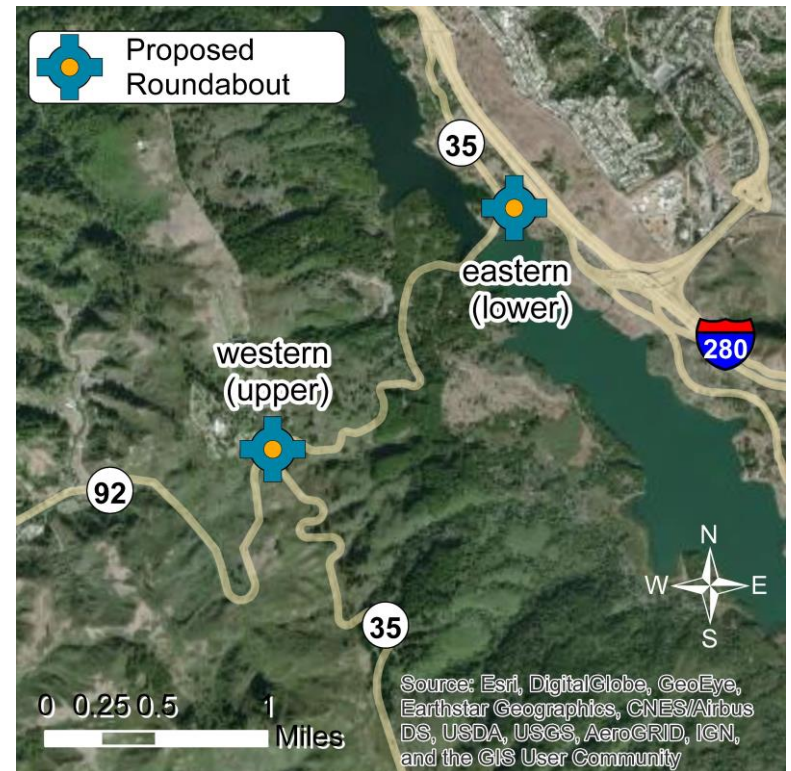 Proposed
Roundabout
35
eastern
(lower)
280
western
(upper)
92
N
W E
S
35
0 0.25 0.5 1
Miles
Source: Esri, DigitalGlobe, GeoEye,
Earthstar Geographics, CNES/Airbus
DS, USDA, USGS, AeroGRID, IGN,
and the GIS User Community